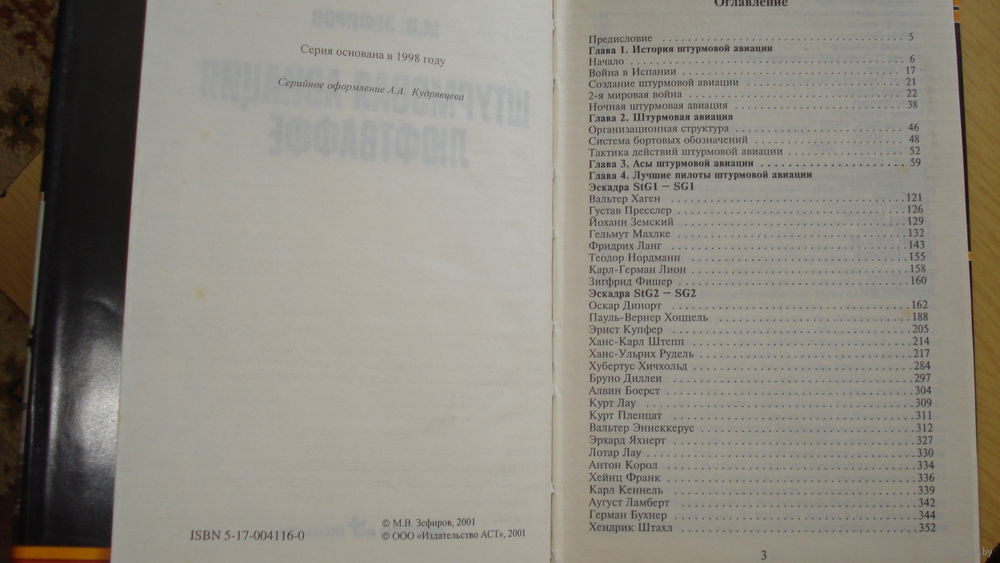 Серия основана в 1998 году
Серийное оформление А.А. Кудрявцева
ISBN 5-17-004116-0
© М.В. Зефиров, 2001
© ООО «Издательство АСТ», 2001
Оглавление
Предисловие . . . . . . . . . . 5
Глава 1. История штурмовой авиации
Начало . . . . . . . . . . 6
Война в Испании . . . . . . . . . . 17
Создание штурмовой авиации . . . . . . . . . . 21
2-я мировая война . . . . . . . . . . 22
Ночная штурмовая авиация . . . . . . . . . . 38
Глава 2. Штурмовая авиация
Организационная структура . . . . . . . . . . 46
Система бортовых обозначений . . . . . . . . . . 48
Тактика действий штурмовой авиации . . . . . . . . . . 52
Глава 3. Асы штурмовой авиации . . . . . . . . . . 59
Глава 4. Лучшие пилоты штурмовой авиации
Эскадра StG1 — SG1
Вальтер Хаген . . . . . . . . . . 121
Густав Пресслер . . . . . . . . . . 126
Йоханн Земский . . . . . . . . . . 129
Гельмут Махлке . . . . . . . . . . 132
Фридрих Ланг . . . . . . . . . . 143
Теодор Нордманн . . . . . . . . . . 155
Карл-Герман Лион . . . . . . . . . . 158
Зигфрид Фишер . . . . . . . . . . 160
Эскадра StG2 — SG2
Оскар Динорт . . . . . . . . . . 162
Пауль-Вернер Хоццель . . . . . . . . . . 188
Эрнст Купфер . . . . . . . . . . 205
Ханс-Карл Штепп . . . . . . . . . . 214
Ханс-Ульрих Рудель . . . . . . . . . . 217
Хубертус Хичхольд . . . . . . . . . . 284
Бруно Диллеи . . . . . . . . . . 297
Алвин Боерст . . . . . . . . . . 304
Курт Лау . . . . . . . . . . 309
Курт Пленцат . . . . . . . . . . 311
Вальтер Эннеккерус . . . . . . . . . . 312
Эрхард Яхнерт . . . . . . . . . . 327
Лотар Лау . . . . . . . . . . 330
Антон Корол . . . . . . . . . . 334
Хейнц Франк . . . . . . . . . . 336
Карл Кеннель . . . . . . . . . . 339
Аугуст Ламберт . . . . . . . . . . 342
Герман Бухнер . . . . . . . . . . 344
Хендрик Штахл . . . . . . . . . . 352
3